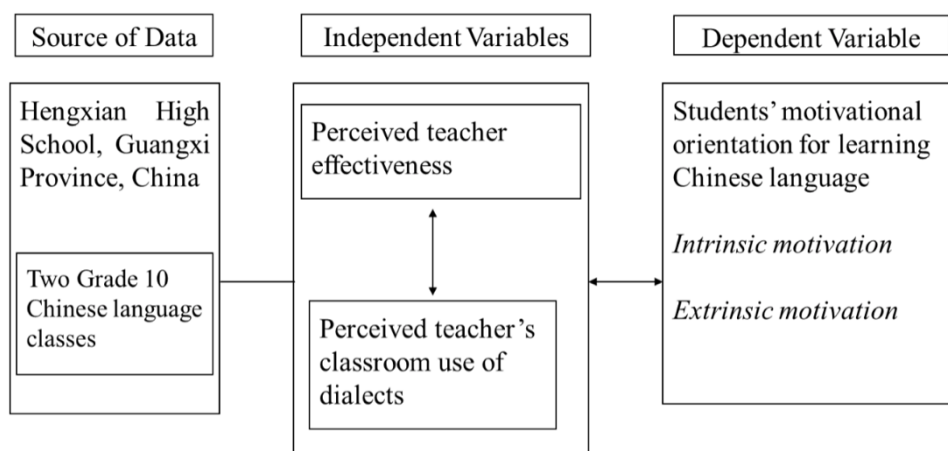 Source of Data
Independent Variables
Dependent Variable
Hengxian High
School, Guangxi
Province, China
Two Grade 10
Chinese language
classes
Perceived teacher
effectiveness
Perceived teacher’s
classroom use of
dialects
Students’ motivational
orientation for learning
Chinese language
Intrinsic motivation
Extrinsic motivation